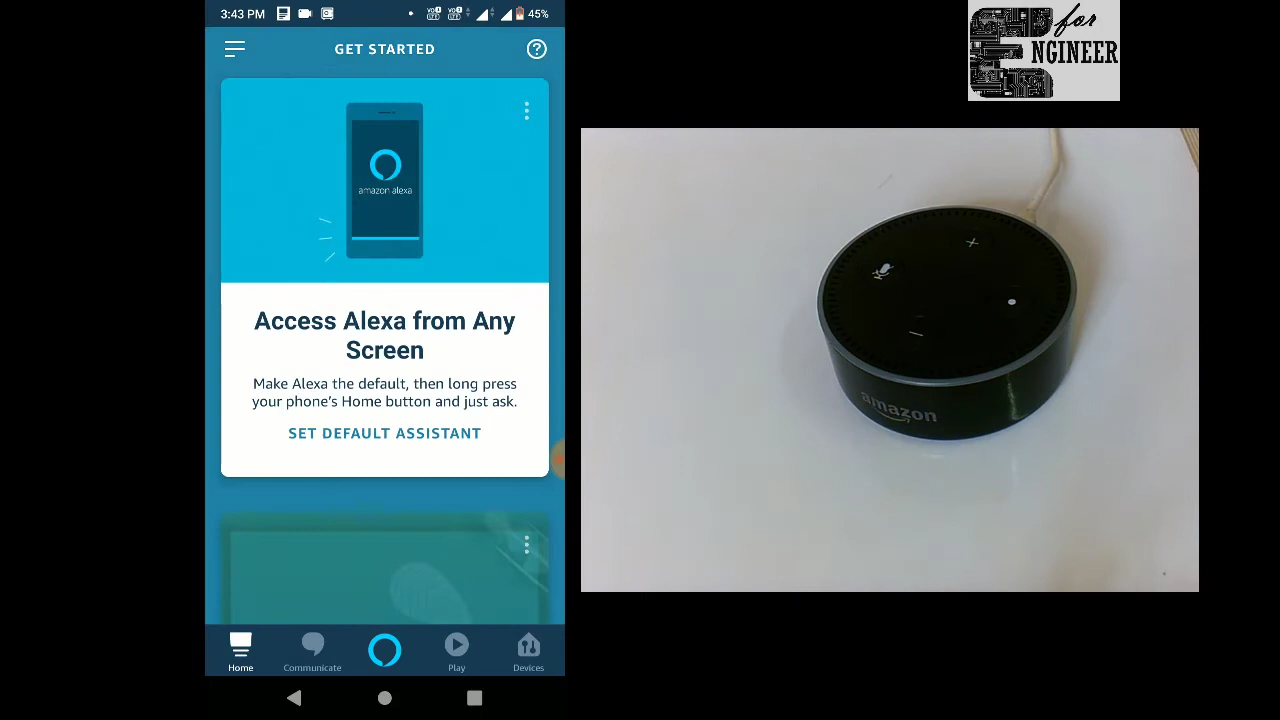 3:43 PM
45%
GET STARTED
amazon alexa
Access Alexa from Any
Screen
Make Alexa the default, then long press
your phone's Home button and just ask.
SET DEFAULT ASSISTANT
Home
Communicate
Play
Devices
E for
NGINEER
amazon